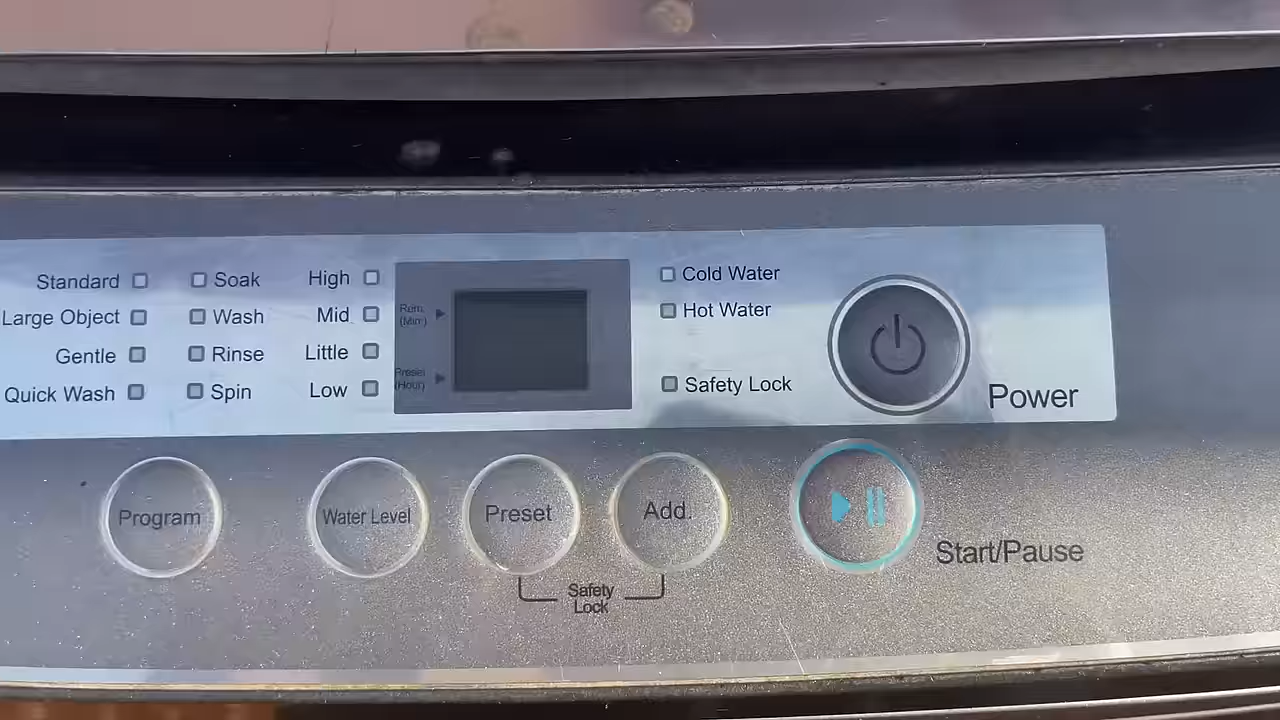 Standard Soak High Cold Water
Large Object Wash Mid Rem. (Min.) Hot Water
Gentle Rinse Little
Quick Wash Spin Low Preset (Hour) Safety Lock
Power
Program Water Level Preset Add.
Start/Pause
Safety
Lock